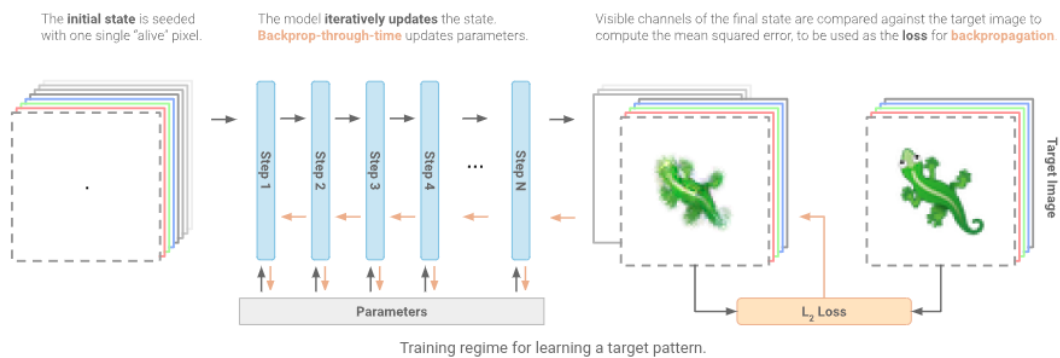 The initial state is seeded
with one single “alive” pixel.
The model iteratively updates the state.
Backprop-through-time updates parameters.
Visible channels of the final state are compared against the target image to
compute the mean squared error, to be used as the loss for backpropagation.
Step 1
Step 2
Step 3
Step 4
...
Step N
Target Image
Parameters
L₂ Loss
Training regime for learning a target pattern.